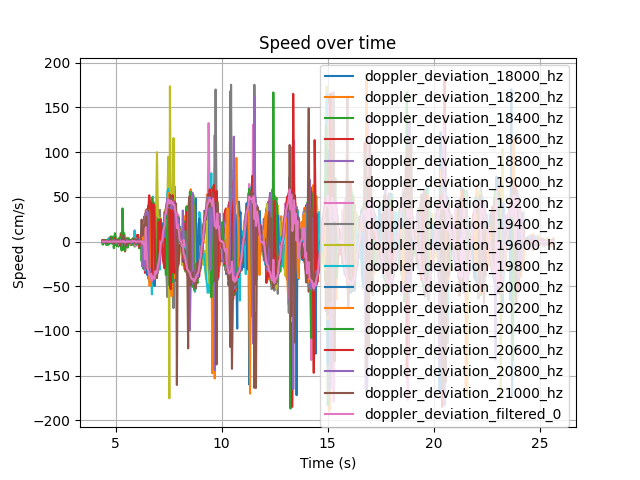 Speed over time
200
150
100
50
0
−50
−100
−150
−200
Speed (cm/s)
5
10
15
20
25
Time (s)
doppler_deviation_18000_hz
doppler_deviation_18200_hz
doppler_deviation_18400_hz
doppler_deviation_18600_hz
doppler_deviation_18800_hz
doppler_deviation_19000_hz
doppler_deviation_19200_hz
doppler_deviation_19400_hz
doppler_deviation_19600_hz
doppler_deviation_19800_hz
doppler_deviation_20000_hz
doppler_deviation_20200_hz
doppler_deviation_20400_hz
doppler_deviation_20600_hz
doppler_deviation_20800_hz
doppler_deviation_21000_hz
doppler_deviation_filtered_0